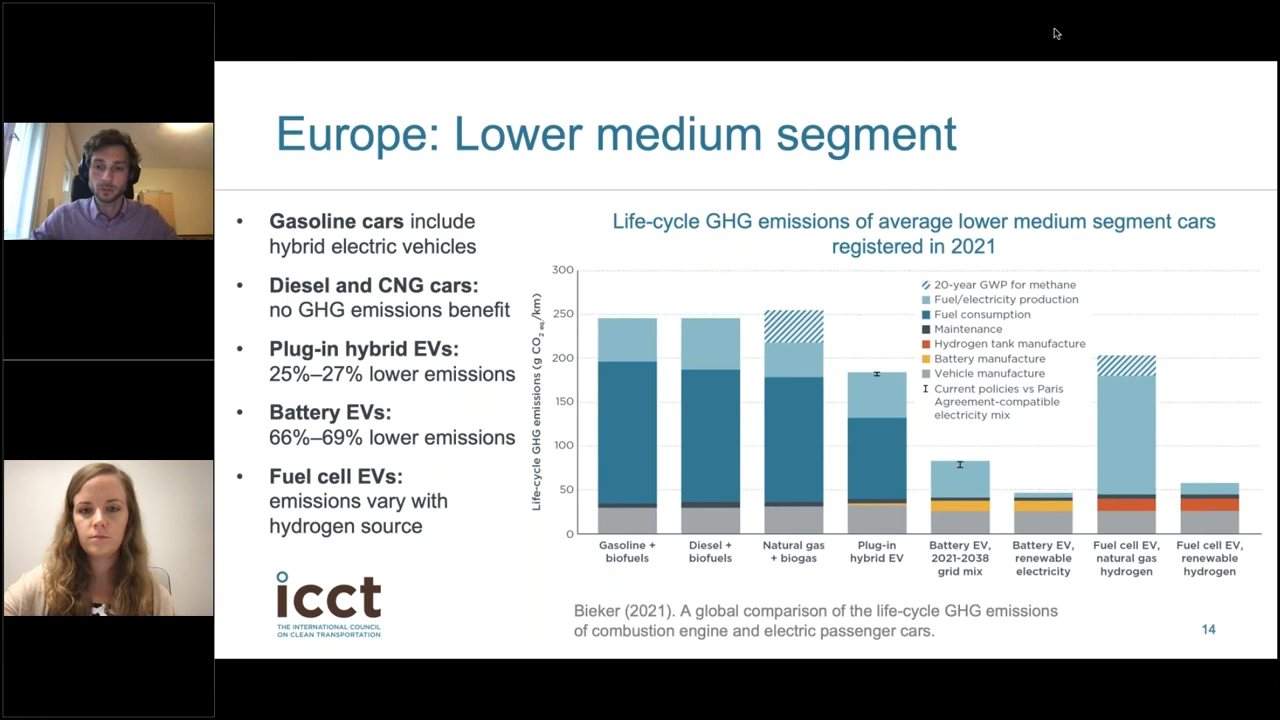 Europe: Lower medium segment
• Gasoline cars include
hybrid electric vehicles
• Diesel and CNG cars:
no GHG emissions benefit
• Plug-in hybrid EVs:
25%–27% lower emissions
• Battery EVs:
66%–69% lower emissions
• Fuel cell EVs:
emissions vary with
hydrogen source
icct
THE INTERNATIONAL COUNCIL
ON CLEAN TRANSPORTATION
Life-cycle GHG emissions of average lower medium segment cars
registered in 2021
Life-cycle GHG emissions (g CO2 eq/km)
300
250
200
150
100
50
0
20-year GWP for methane
Fuel/electricity production
Fuel consumption
Maintenance
Hydrogen tank manufacture
Battery manufacture
Vehicle manufacture
Current policies vs Paris
Agreement-compatible
electricity mix
Gasoline +
biofuels
Diesel +
biofuels
Natural gas
+ biogas
Plug-in
hybrid EV
Battery EV,
2021-2038
grid mix
Battery EV,
renewable
electricity
Fuel cell EV,
natural gas
hydrogen
Fuel cell EV,
renewable
hydrogen
Bieker (2021). A global comparison of the life-cycle GHG emissions
of combustion engine and electric passenger cars.
14